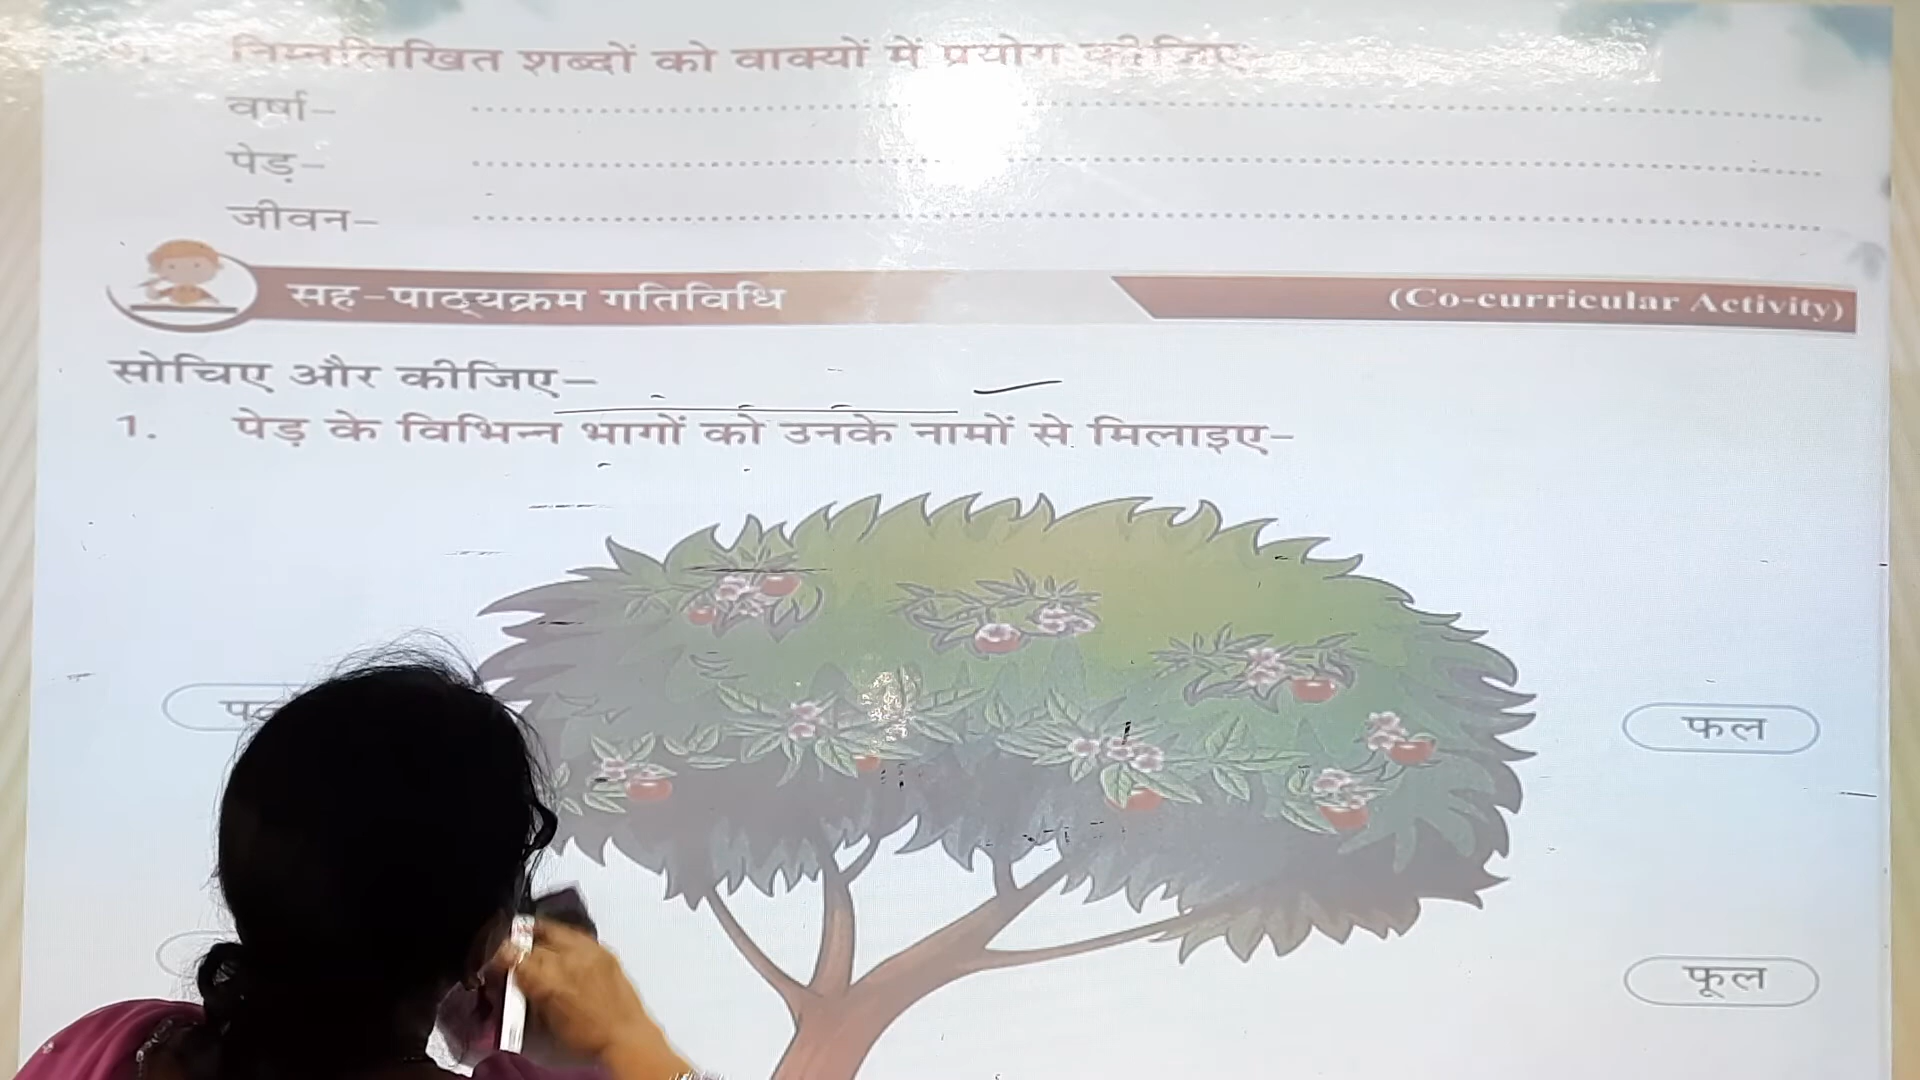 निम्नलिखित शब्दों को वाक्यों में प्रयोग कीजिए-
वर्षा-
पेड़-
जीवन-
सह-पाठ्यक्रम गतिविधि (Co-curricular Activity)
सोचिए और कीजिए-
1. पेड़ के विभिन्न भागों को उनके नामों से मिलाइए-
फल
फूल